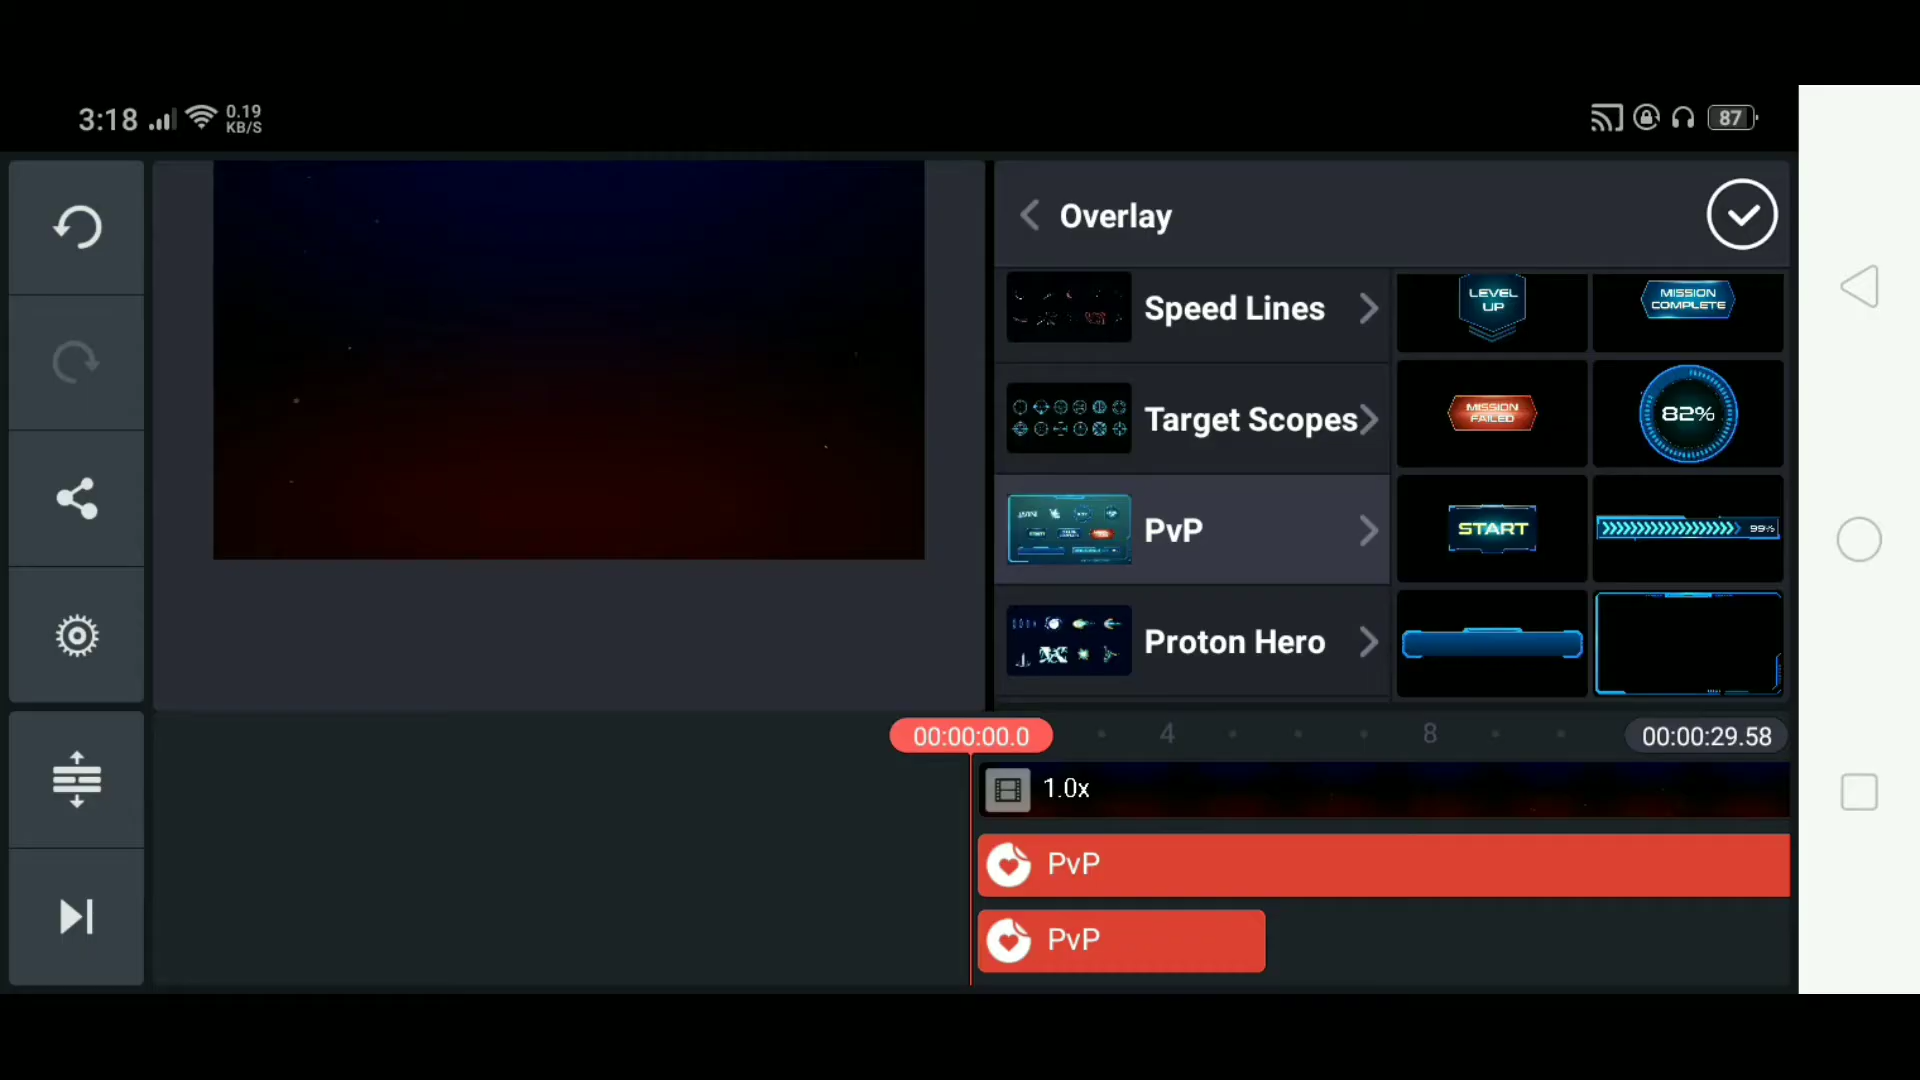 3:18 0.19 KB/S 87
Overlay
Speed Lines
Target Scopes
PvP
Proton Hero
LEVEL UP
MISSION COMPLETE
MISSION FAILED
82%
START
99%
00:00:00.0 4 8 00:00:29.58
1.0x
PvP
PvP